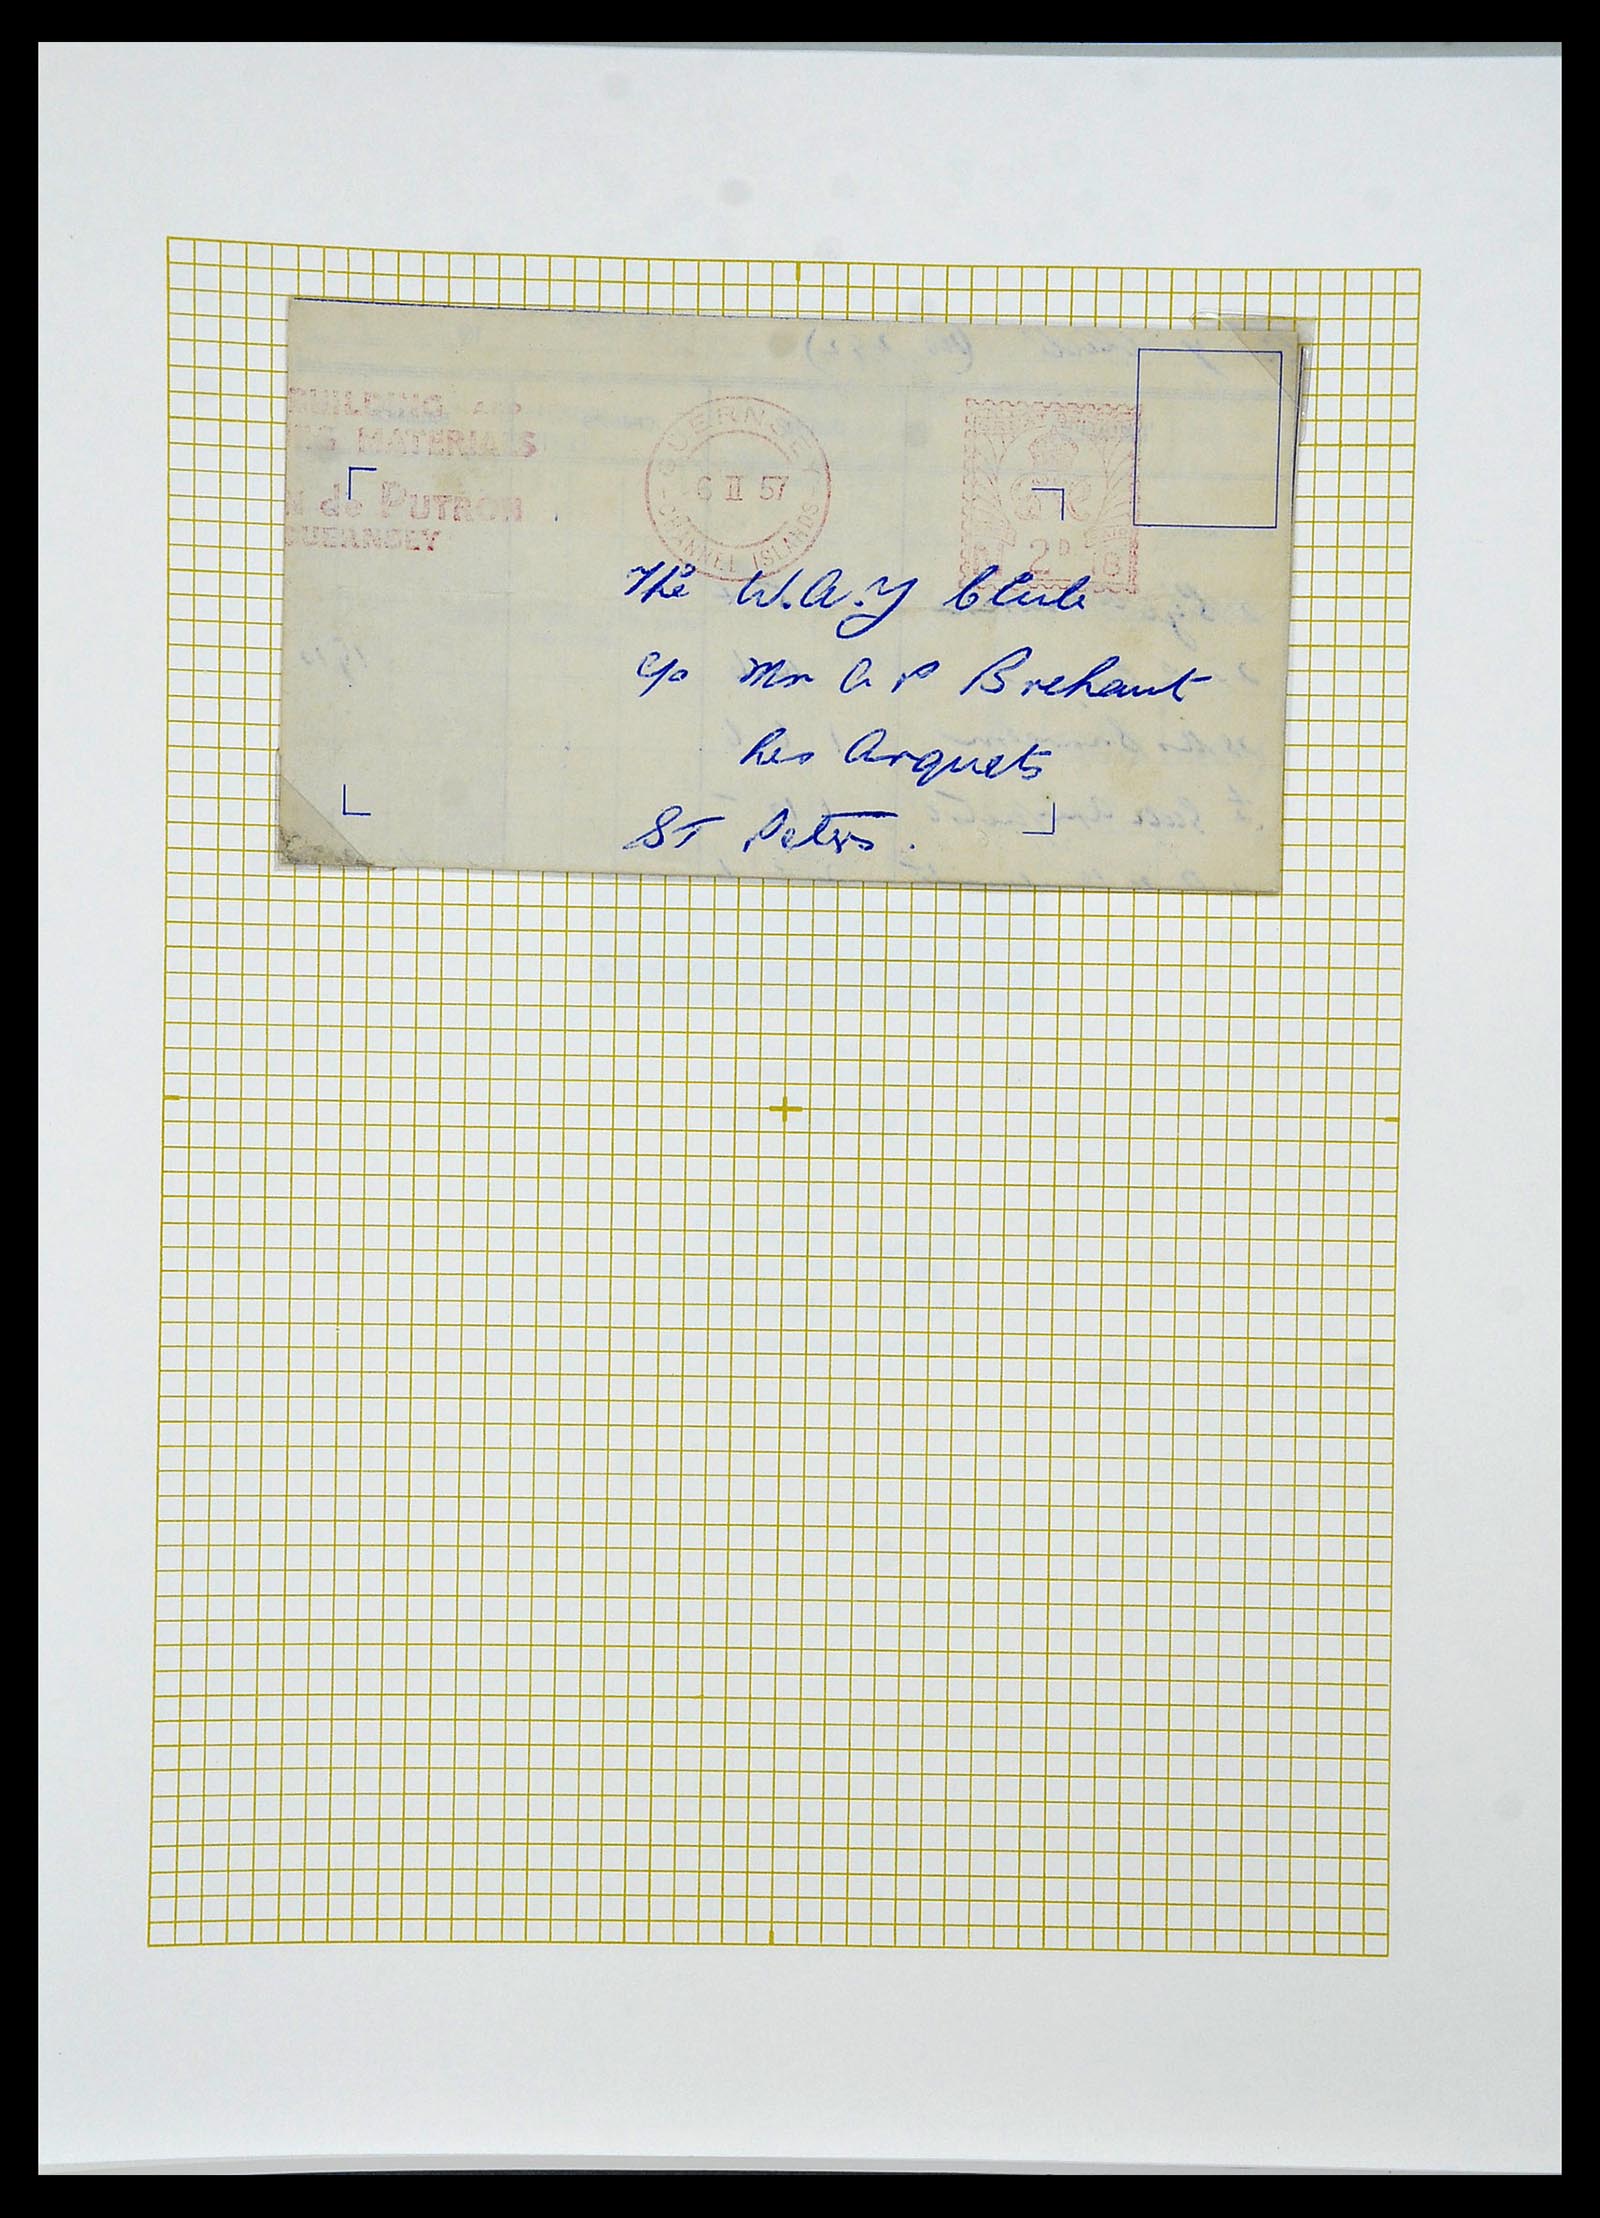 BUILDING AND
MATERIALS
N de PUTRON
GUERNSEY
GUERNSEY
6 II 57
CHANNEL ISLANDS
2D
The W.A.Y Club
c/o Mr A P Brehaut
Les Arquets
St Peters.